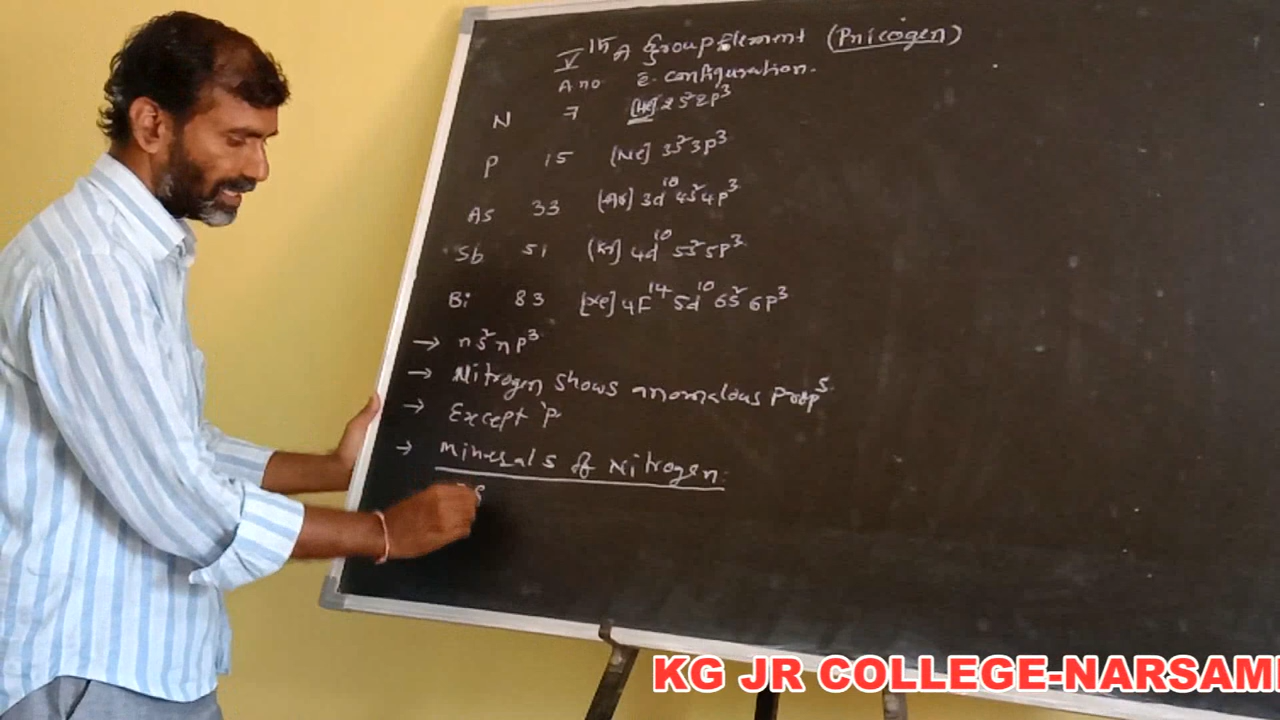 V th A Group Element (Pnicogen)
A no ē configuration.
N 7 [He] 2s² 2p³
P 15 [Ne] 3s² 3p³
As 33 [Ar] 3d¹⁰ 4s² 4p³
Sb 51 [Kr] 4d¹⁰ 5s² 5p³
Bi 83 [Xe] 4F¹⁴ 5d¹⁰ 6s² 6p³
→ ns² np³
→ Nitrogen shows anomalous propˢ.
→ Except 'P
→ Minerals of Nitrogen
KG JR COLLEGE-NARSAM